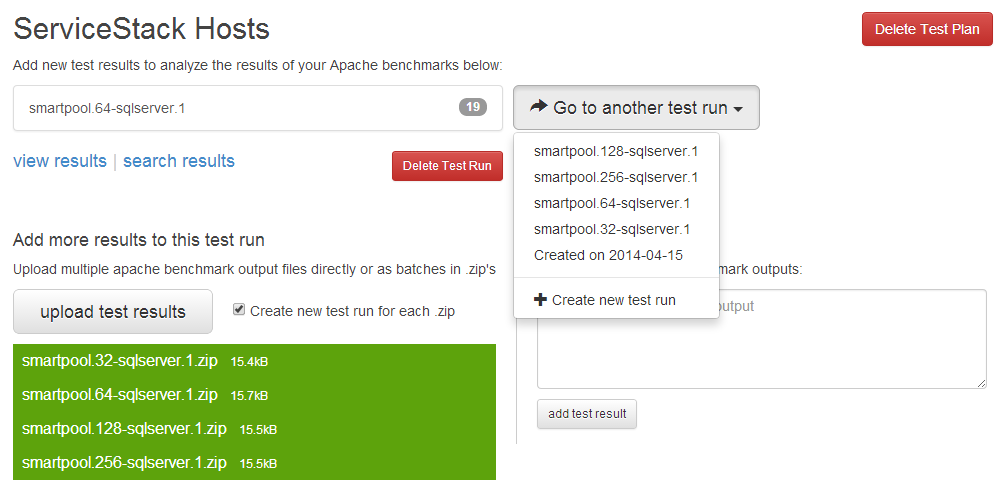 ServiceStack Hosts
Delete Test Plan
Add new test results to analyze the results of your Apache benchmarks below:
smartpool.64-sqlserver.1 19
Go to another test run
view results | search results
Delete Test Run
smartpool.128-sqlserver.1
smartpool.256-sqlserver.1
smartpool.64-sqlserver.1
smartpool.32-sqlserver.1
Created on 2014-04-15
Create new test run
Add more results to this test run
Upload multiple apache benchmark output files directly or as batches in .zip's
outputs:
upload test results
Create new test run for each .zip
output
smartpool.32-sqlserver.1.zip 15.4kB
smartpool.64-sqlserver.1.zip 15.7kB
smartpool.128-sqlserver.1.zip 15.5kB
smartpool.256-sqlserver.1.zip 15.5kB
add test result